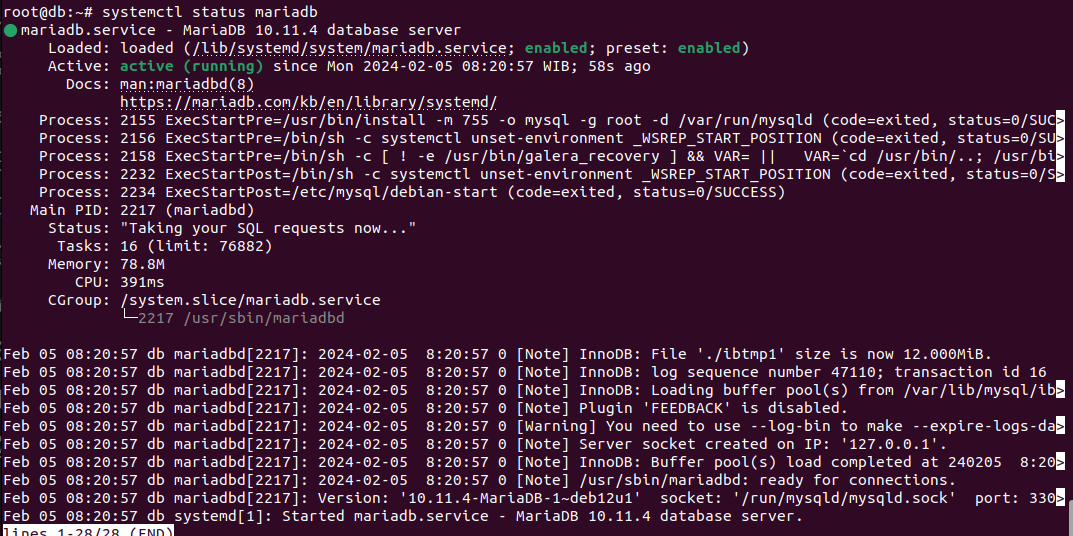 root@db:~# systemctl status mariadb
● mariadb.service - MariaDB 10.11.4 database server
Loaded: loaded (/lib/systemd/system/mariadb.service; enabled; preset: enabled)
Active: active (running) since Mon 2024-02-05 08:20:57 WIB; 58s ago
Docs: man:mariadbd(8)
https://mariadb.com/kb/en/library/systemd/
Process: 2155 ExecStartPre=/usr/bin/install -m 755 -o mysql -g root -d /var/run/mysqld (code=exited, status=0/SUC>
Process: 2156 ExecStartPre=/bin/sh -c systemctl unset-environment _WSREP_START_POSITION (code=exited, status=0/SU>
Process: 2158 ExecStartPre=/bin/sh -c [ ! -e /usr/bin/galera_recovery ] && VAR= ||   VAR=`cd /usr/bin/..; /usr/bi>
Process: 2232 ExecStartPost=/bin/sh -c systemctl unset-environment _WSREP_START_POSITION (code=exited, status=0/S>
Process: 2234 ExecStartPost=/etc/mysql/debian-start (code=exited, status=0/SUCCESS)
Main PID: 2217 (mariadbd)
Status: "Taking your SQL requests now..."
Tasks: 16 (limit: 76882)
Memory: 78.8M
CPU: 391ms
CGroup: /system.slice/mariadb.service
└─2217 /usr/sbin/mariadbd
Feb 05 08:20:57 db mariadbd[2217]: 2024-02-05  8:20:57 0 [Note] InnoDB: File './ibtmp1' size is now 12.000MiB.
Feb 05 08:20:57 db mariadbd[2217]: 2024-02-05  8:20:57 0 [Note] InnoDB: log sequence number 47110; transaction id 16
Feb 05 08:20:57 db mariadbd[2217]: 2024-02-05  8:20:57 0 [Note] InnoDB: Loading buffer pool(s) from /var/lib/mysql/ib>
Feb 05 08:20:57 db mariadbd[2217]: 2024-02-05  8:20:57 0 [Note] Plugin 'FEEDBACK' is disabled.
Feb 05 08:20:57 db mariadbd[2217]: 2024-02-05  8:20:57 0 [Warning] You need to use --log-bin to make --expire-logs-da>
Feb 05 08:20:57 db mariadbd[2217]: 2024-02-05  8:20:57 0 [Note] Server socket created on IP: '127.0.0.1'.
Feb 05 08:20:57 db mariadbd[2217]: 2024-02-05  8:20:57 0 [Note] InnoDB: Buffer pool(s) load completed at 240205  8:20>
Feb 05 08:20:57 db mariadbd[2217]: 2024-02-05  8:20:57 0 [Note] /usr/sbin/mariadbd: ready for connections.
Feb 05 08:20:57 db mariadbd[2217]: Version: '10.11.4-MariaDB-1~deb12u1'  socket: '/run/mysqld/mysqld.sock'  port: 330>
Feb 05 08:20:57 db systemd[1]: Started mariadb.service - MariaDB 10.11.4 database server.
lines 1-28/28 (END)